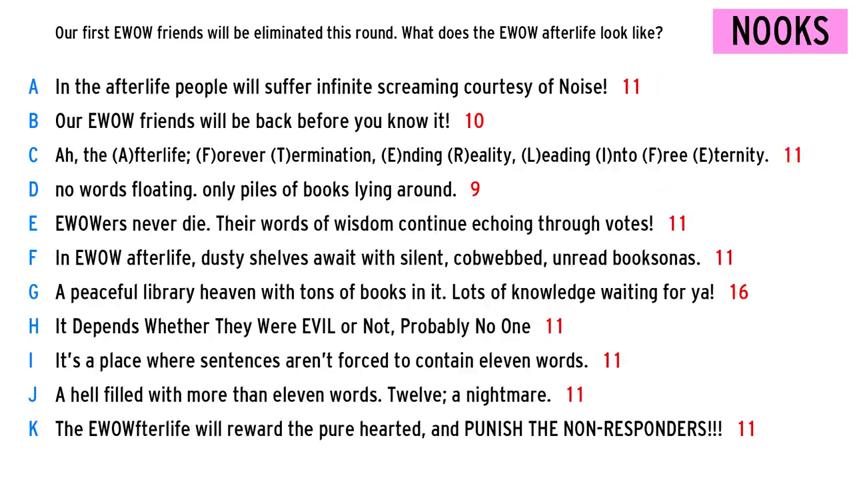 Our first EWOW friends will be eliminated this round. What does the EWOW afterlife look like?
NOOKS
A In the afterlife people will suffer infinite screaming courtesy of Noise! 11
B Our EWOW friends will be back before you know it! 10
C Ah, the (A)fterlife; (F)orever (T)ermination, (E)nding (R)eality, (L)eading (I)nto (F)ree (E)ternity. 11
D no words floating. only piles of books lying around. 9
E EWOWers never die. Their words of wisdom continue echoing through votes! 11
F In EWOW afterlife, dusty shelves await with silent, cobwebbed, unread booksonas. 11
G A peaceful library heaven with tons of books in it. Lots of knowledge waiting for ya! 16
H It Depends Whether They Were EVIL or Not, Probably No One 11
I It's a place where sentences aren't forced to contain eleven words. 11
J A hell filled with more than eleven words. Twelve; a nightmare. 11
K The EWOWfterlife will reward the pure hearted, and PUNISH THE NON-RESPONDERS!!! 11